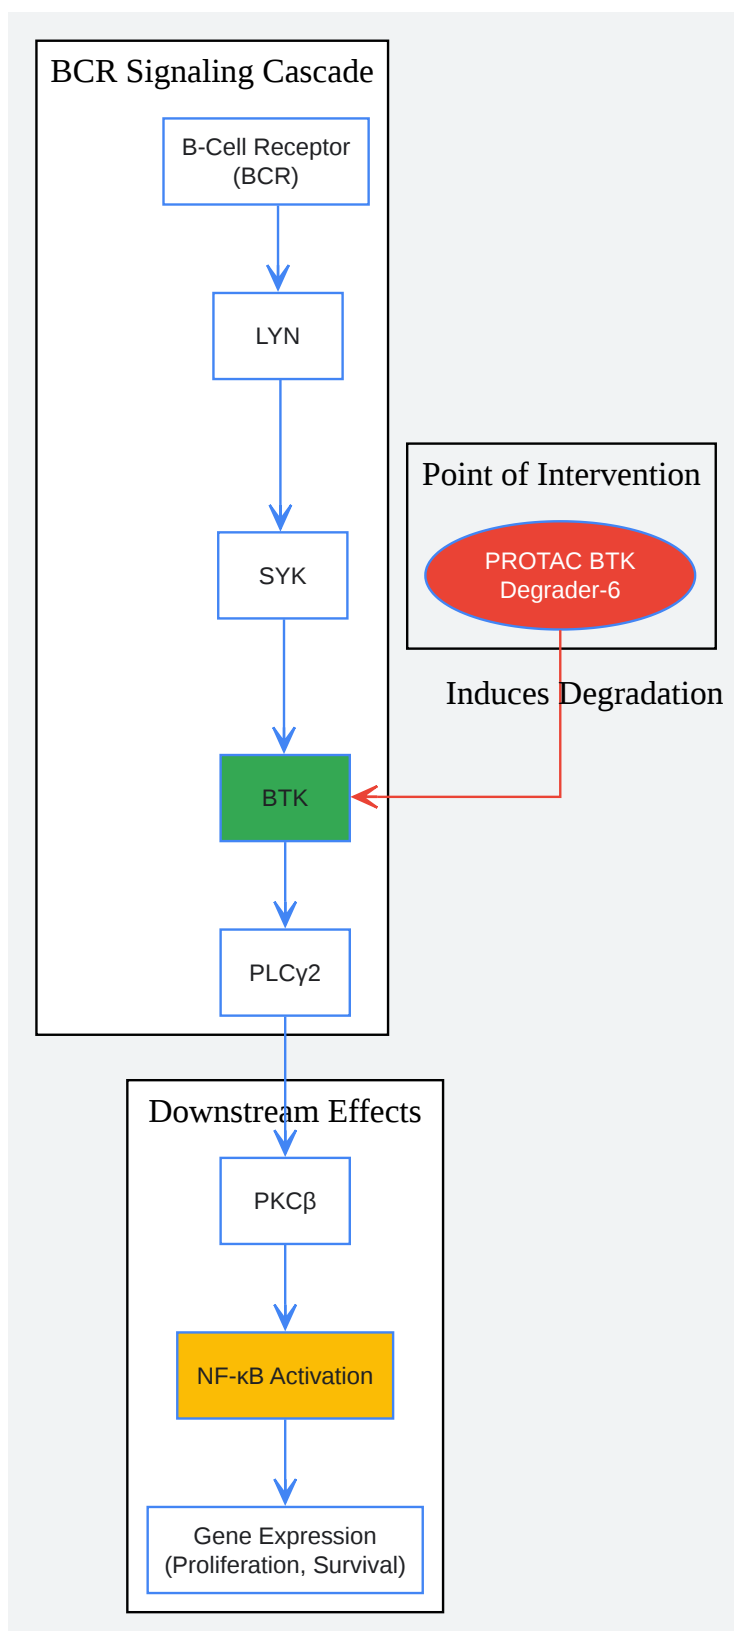 BCR Signaling Cascade
B-Cell Receptor
(BCR)
LYN
SYK
Point of Intervention
PROTAC BTK
Degrader-6
Induces Degradation
BTK
PLCγ2
Downstream Effects
PKCβ
NF-κB Activation
Gene Expression
(Proliferation, Survival)